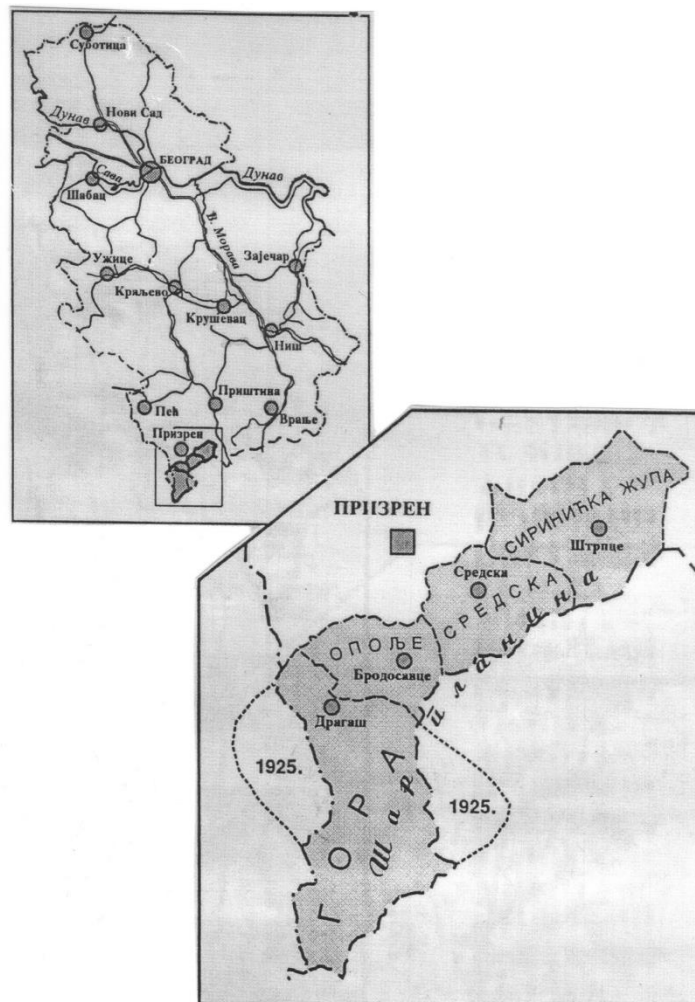 Суботица
Нови Сад
Дунав
БЕОГРАД
Сава
Дунав
Шабац
В. Морава
Зајечар
Ужице
Краљево
Крушевац
Ниш
Пећ
Приштина
Врање
Призрен
ПРИЗРЕН
СИРИНИЋКА ЖУПА
Штрпце
Средска
СРЕДСКА
ОПОЉЕ
Бродосавце
Драгаш
ГОРА
Шар планина
1925.
1925.